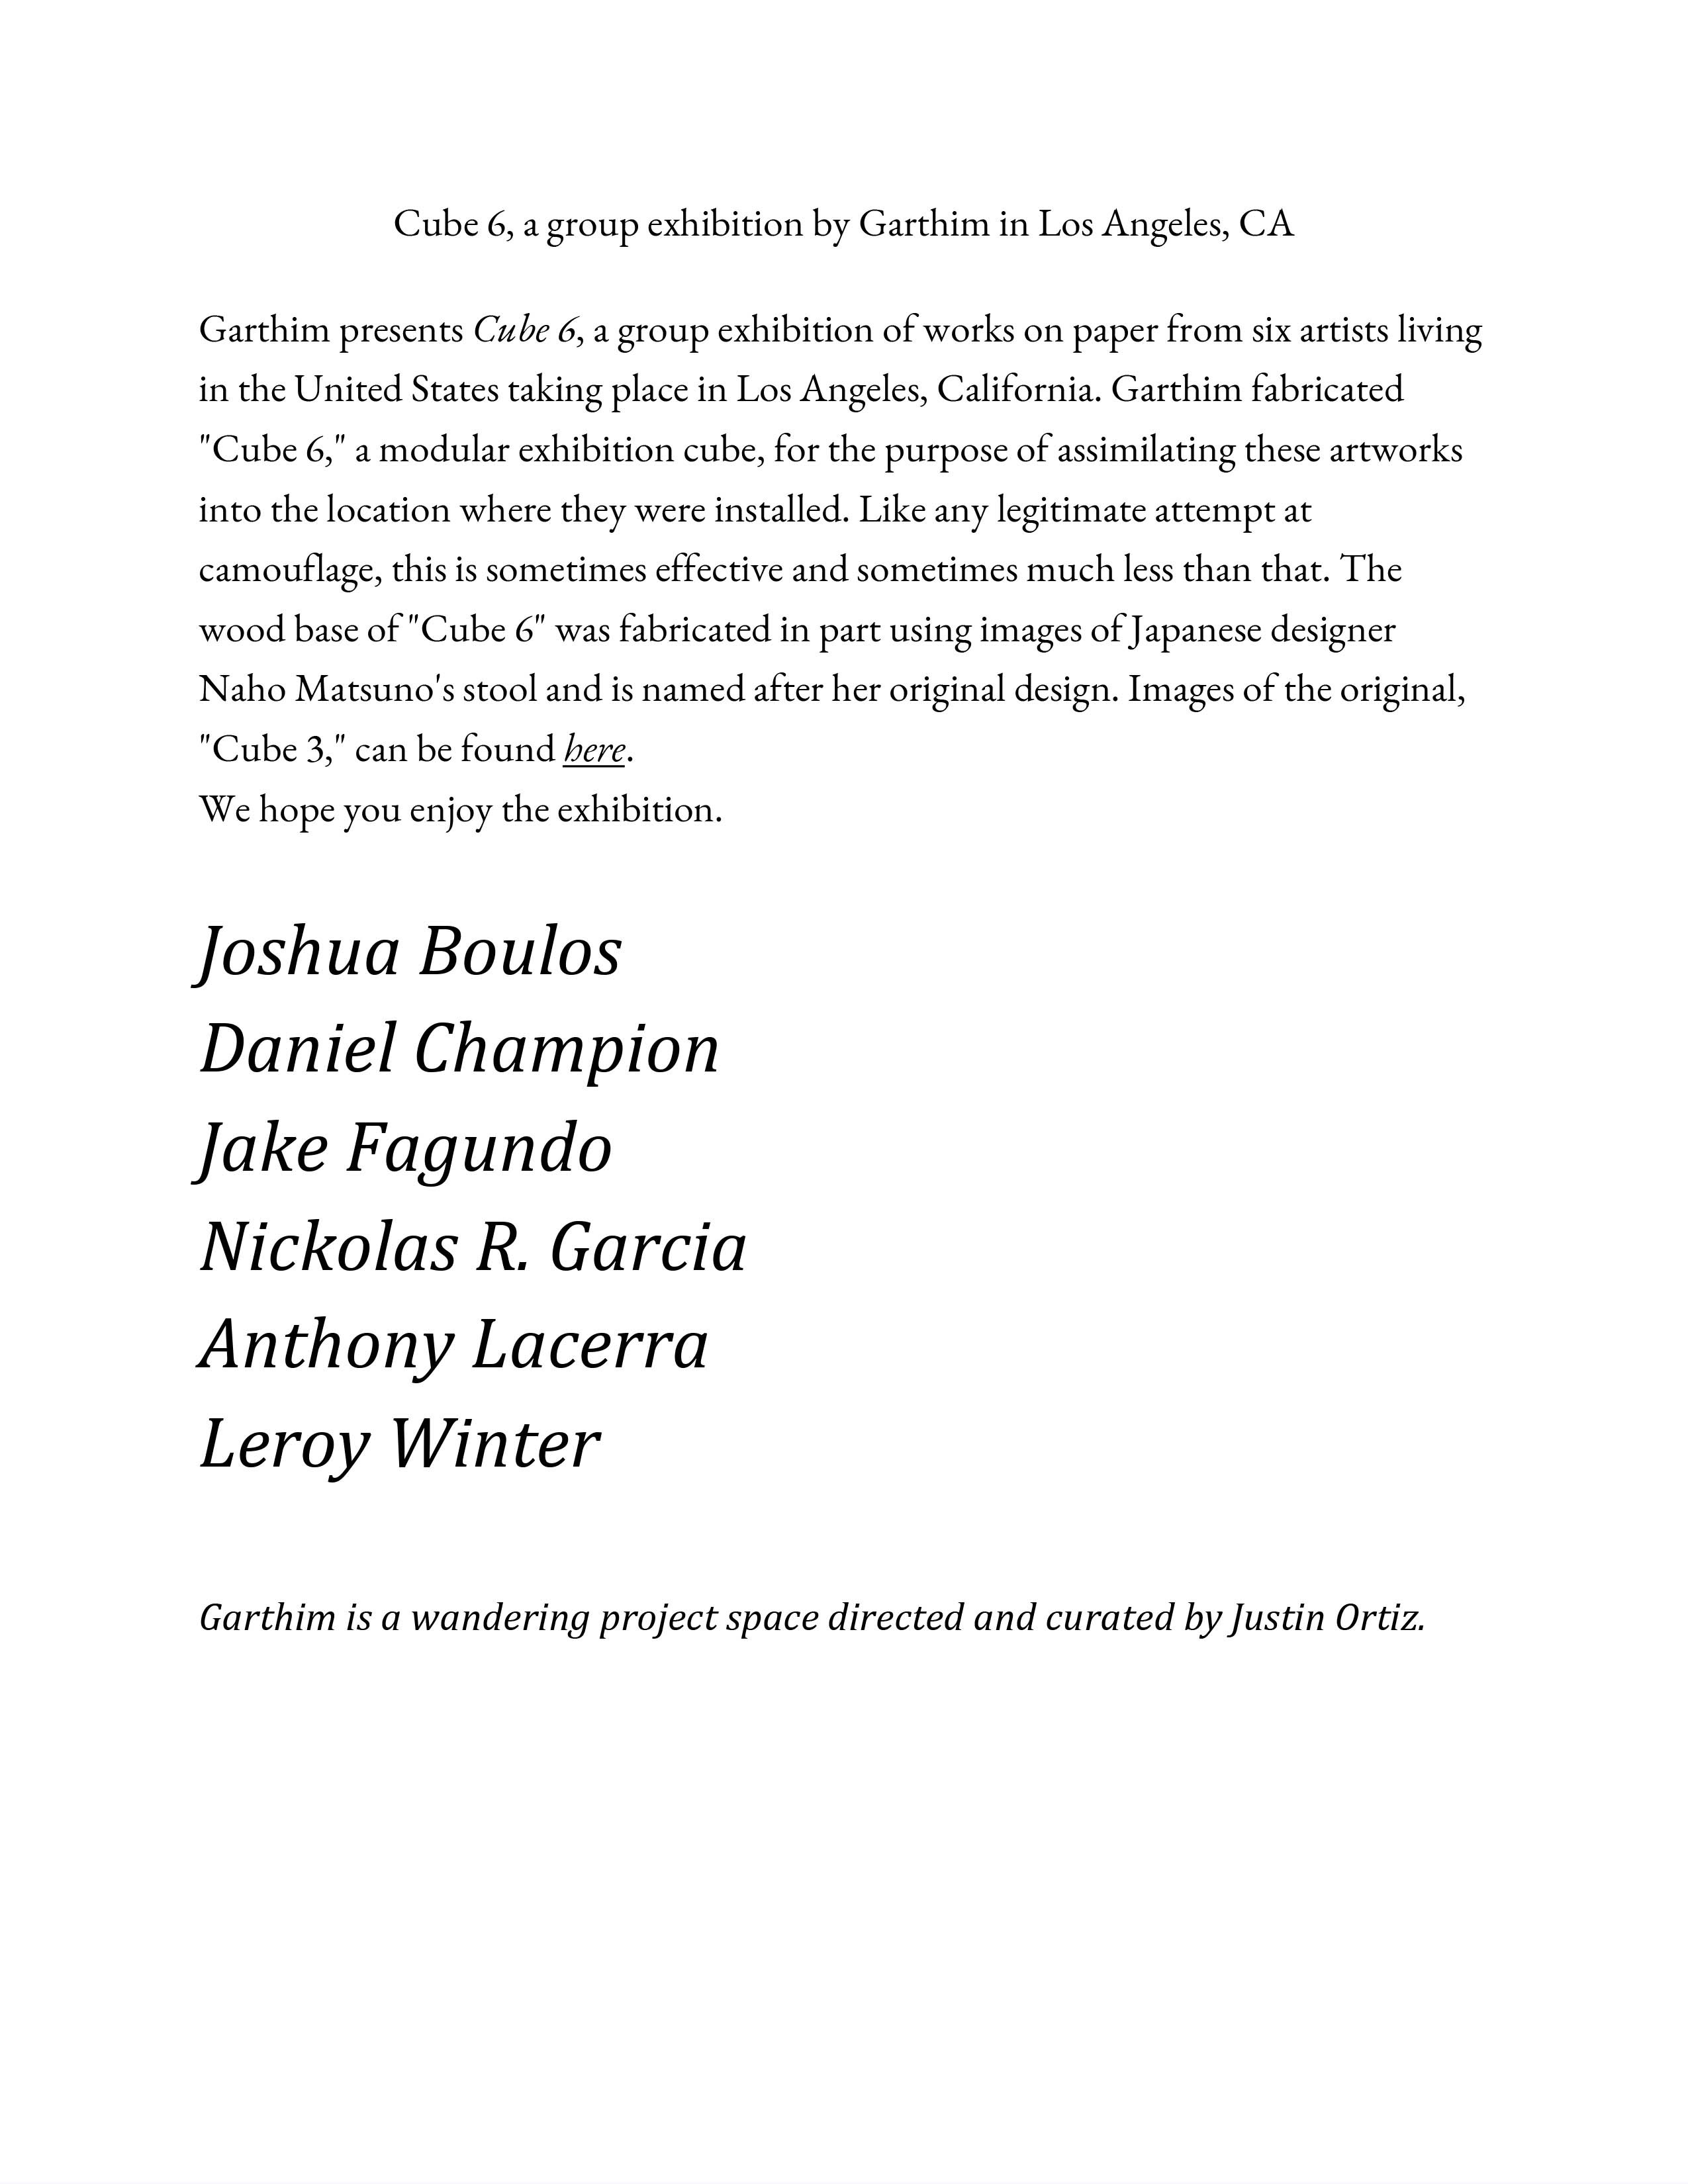 Cube 6, a group exhibition by Garthim in Los Angeles, CA
Garthim presents Cube 6, a group exhibition of works on paper from six artists living
in the United States taking place in Los Angeles, California. Garthim fabricated
"Cube 6," a modular exhibition cube, for the purpose of assimilating these artworks
into the location where they were installed. Like any legitimate attempt at
camouflage, this is sometimes effective and sometimes much less than that. The
wood base of "Cube 6" was fabricated in part using images of Japanese designer
Naho Matsuno's stool and is named after her original design. Images of the original,
"Cube 3," can be found here.
We hope you enjoy the exhibition.
Joshua Boulos
Daniel Champion
Jake Fagundo
Nickolas R. Garcia
Anthony Lacerra
Leroy Winter
Garthim is a wandering project space directed and curated by Justin Ortiz.